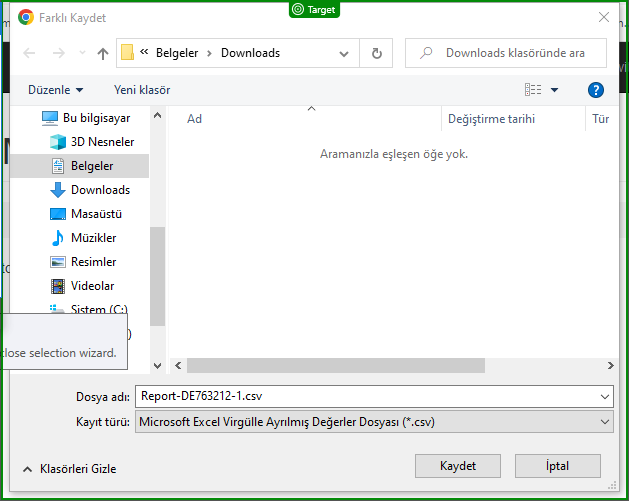 Target
Farklı Kaydet
« Belgeler › Downloads
Downloads klasöründe ara
Düzenle
Yeni klasör
?
Ad
Değiştirme tarihi
Tür
Aramanızla eşleşen öğe yok.
Bu bilgisayar
3D Nesneler
Belgeler
Downloads
Masaüstü
Müzikler
Resimler
Videolar
Sistem (C:)
close selection wizard.
Dosya adı:
Report-DE763212-1.csv
Kayıt türü:
Microsoft Excel Virgülle Ayrılmış Değerler Dosyası (*.csv)
Klasörleri Gizle
Kaydet
İptal